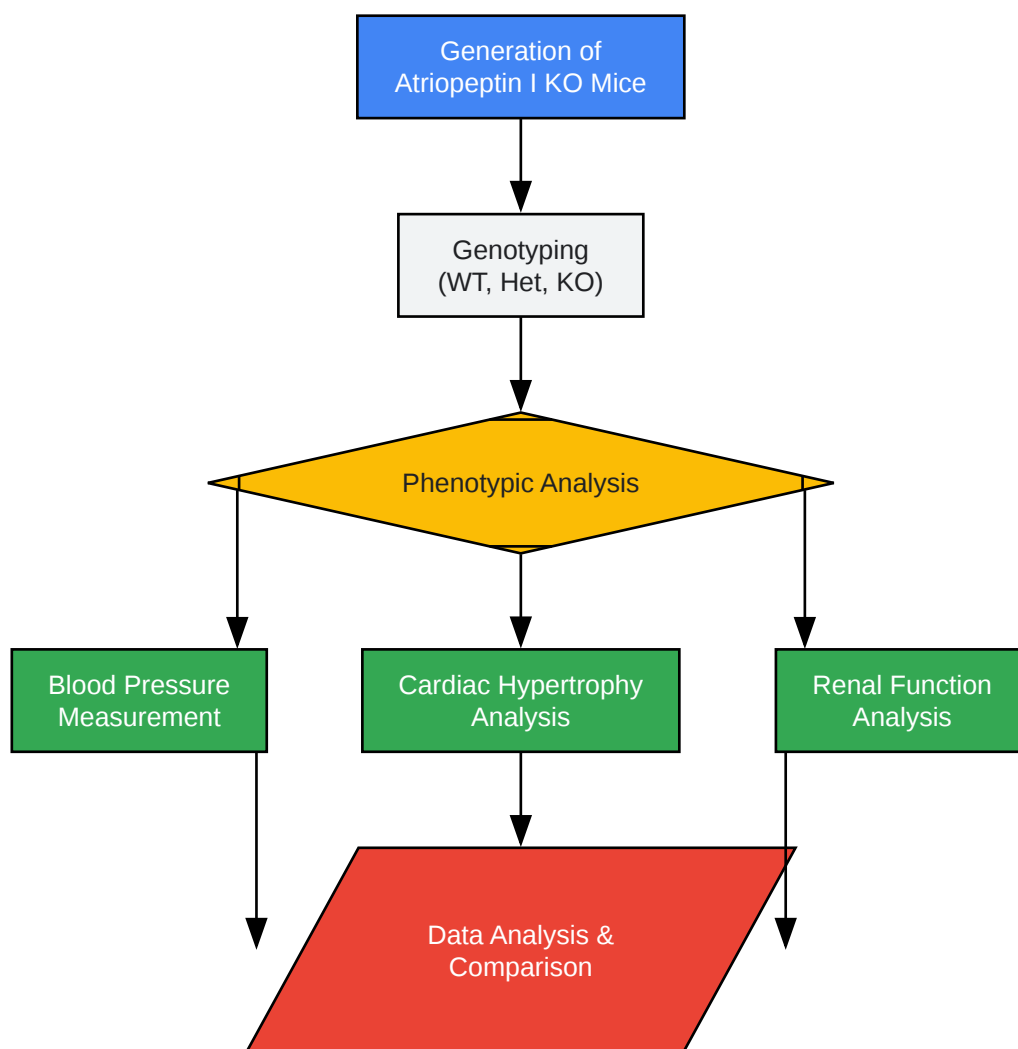 Generation of
Atriopeptin I KO Mice
Genotyping
(WT, Het, KO)
Phenotypic Analysis
Blood Pressure
Measurement
Cardiac Hypertrophy
Analysis
Renal Function
Analysis
Data Analysis &
Comparison